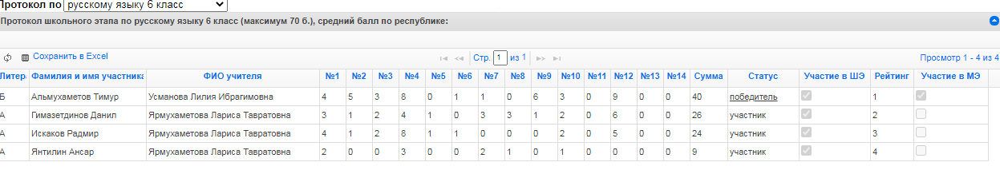 Протокол по русскому языку 6 класс
Протокол школьного этапа по русскому языку 6 класс (максимум 70 б.), средний балл по республике:
Сохранить в Excel Стр. 1 из 1 Просмотр 1 - 4 из 4
Литера Фамилия и имя участника ФИО учителя №1 №2 №3 №4 №5 №6 №7 №8 №9 №10 №11 №12 №13 №14 Сумма Статус Участие в ШЭ Рейтинг Участие в МЭ
Б Альмухаметов Тимур Усманова Лилия Ибрагимовна 4 5 3 8 0 1 1 0 6 3 0 9 0 0 40 победитель 1
А Гимазетдинов Данил Ярмухаметова Лариса Тавратовна 3 1 2 4 1 0 3 3 1 2 0 6 0 0 26 участник 2
А Искаков Радмир Ярмухаметова Лариса Тавратовна 4 1 2 8 1 1 0 0 0 2 0 5 0 0 24 участник 3
А Янтилин Ансар Ярмухаметова Лариса Тавратовна 2 0 0 3 0 0 2 1 0 1 0 0 0 0 9 участник 4